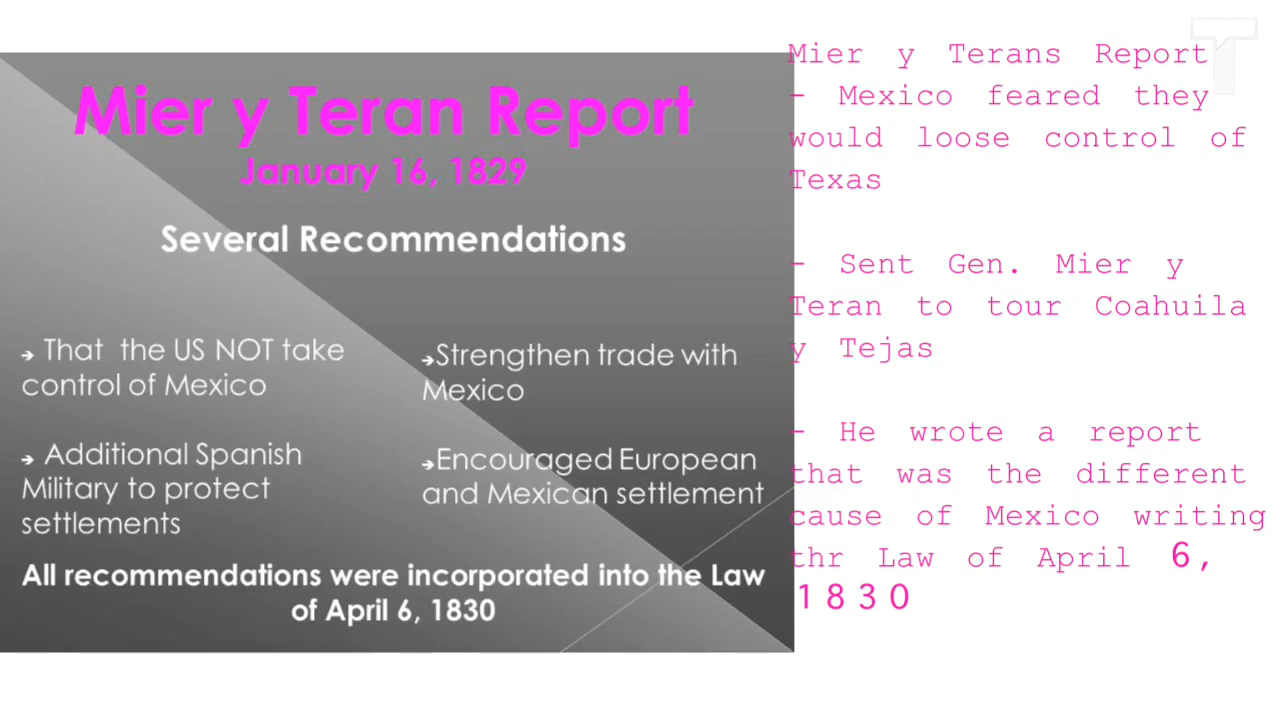 Mier y Teran Report
January 16, 1829
Several Recommendations
➔ That the US NOT take
control of Mexico
➔ Additional Spanish
Military to protect
settlements
➔Strengthen trade with
Mexico
➔Encouraged European
and Mexican settlement
All recommendations were incorporated into the Law
of April 6, 1830
Mier y Terans Report
- Mexico feared they
would loose control of
Texas
- Sent Gen. Mier y
Teran to tour Coahuila
y Tejas
- He wrote a report
that was the different
cause of Mexico writing
thr Law of April 6,
1830
T